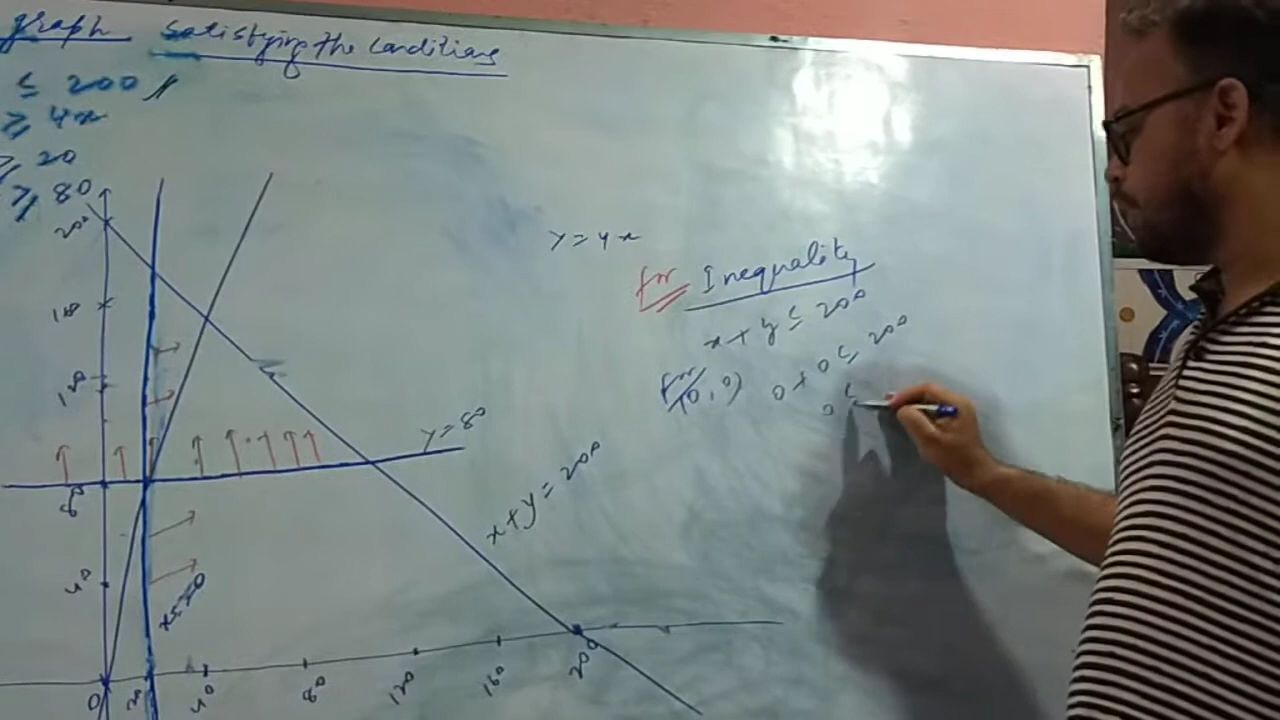 graph satisfying the conditions
≤ 200
≥ 4x
≥ 20
≥ 80
200
120
80
40
0
20
40
80
120
160
200
x = 20
y = 80
x + y = 200
y = 4x
for Inequality
x + y ≤ 200
for (0,0) 0 + 0 ≤ 200
0 ≤